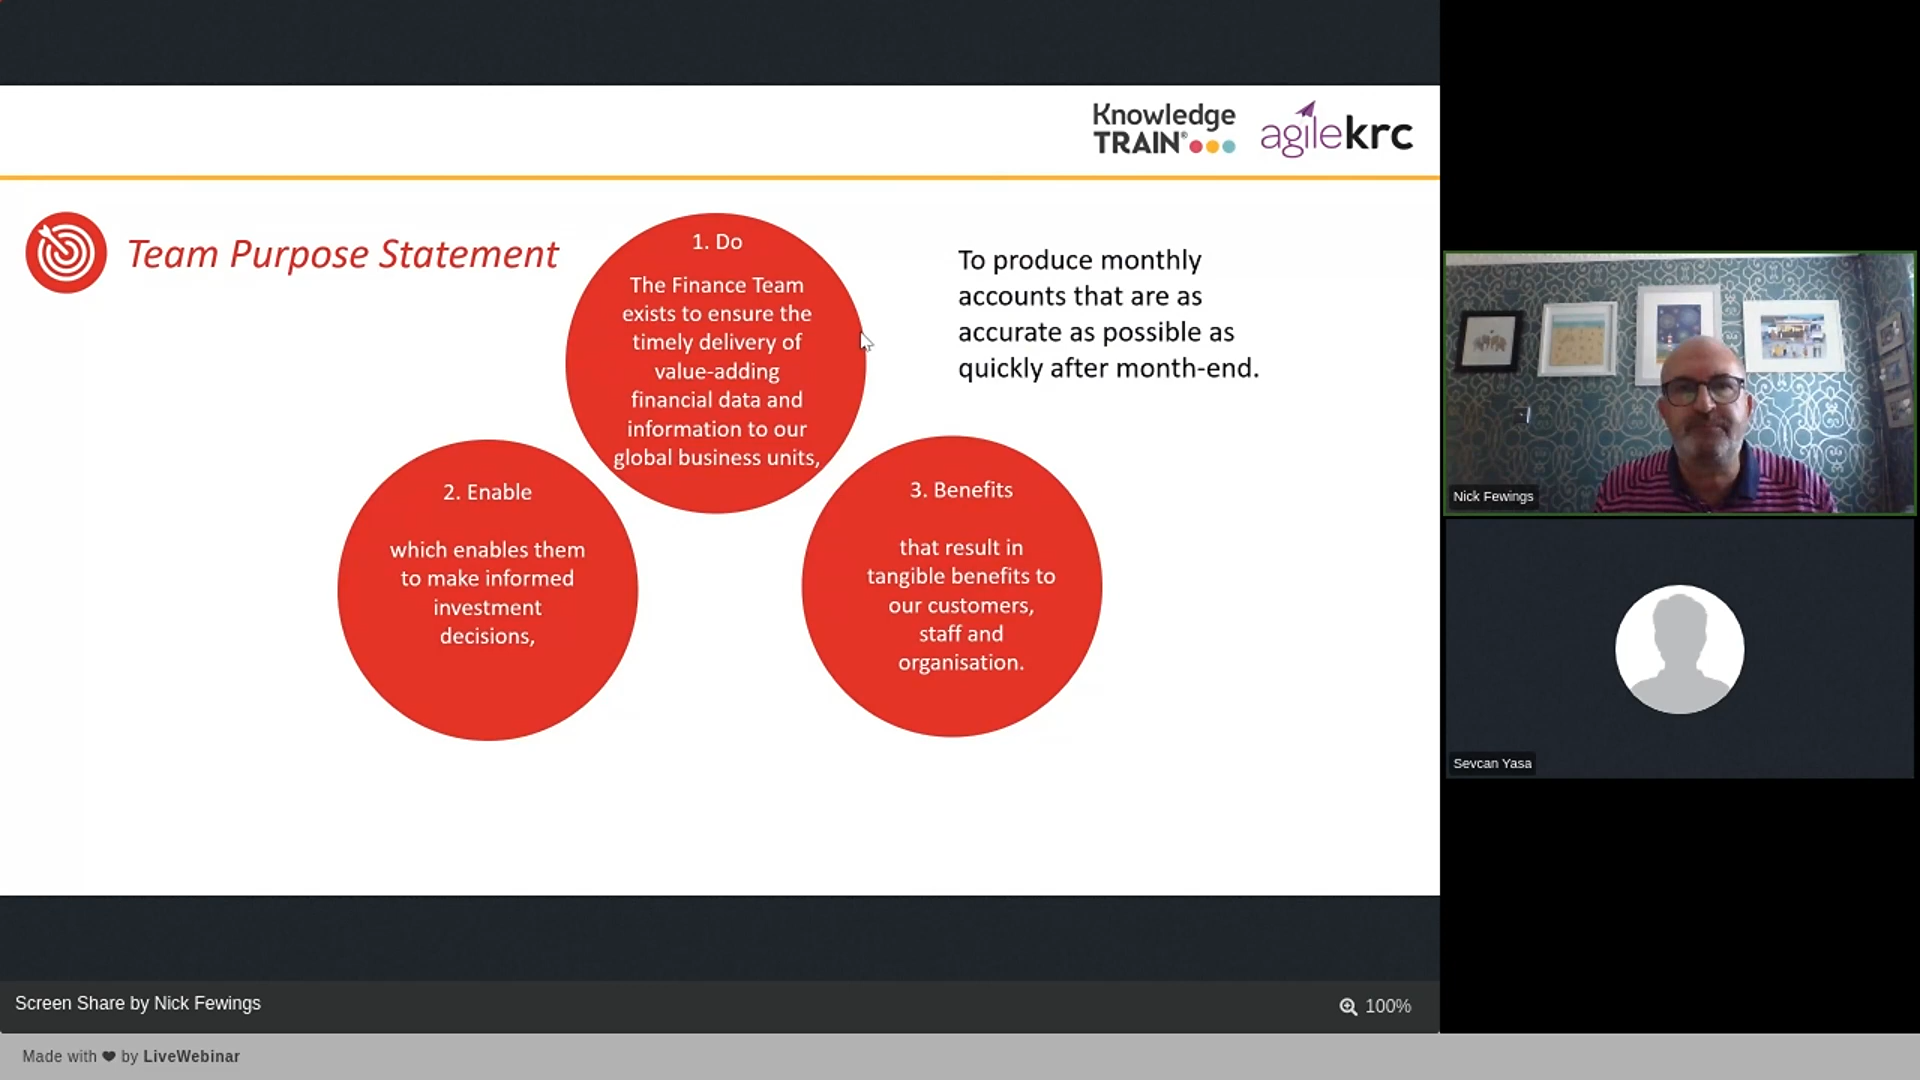 Knowledge
TRAIN®
agilekrc
Team Purpose Statement
1. Do
The Finance Team
exists to ensure the
timely delivery of
value-adding
financial data and
information to our
global business units,
To produce monthly
accounts that are as
accurate as possible as
quickly after month-end.
2. Enable
which enables them
to make informed
investment
decisions,
3. Benefits
that result in
tangible benefits to
our customers,
staff and
organisation.
Nick Fewings
Sevcan Yasa
Screen Share by Nick Fewings
100%
Made with ❤ by LiveWebinar